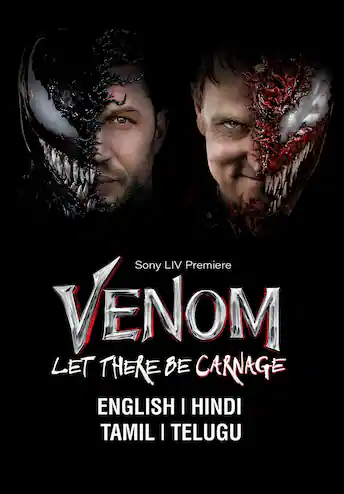 Sony LIV Premiere
VENOM
LET THERE BE CARNAGE
ENGLISH | HINDI
TAMIL | TELUGU